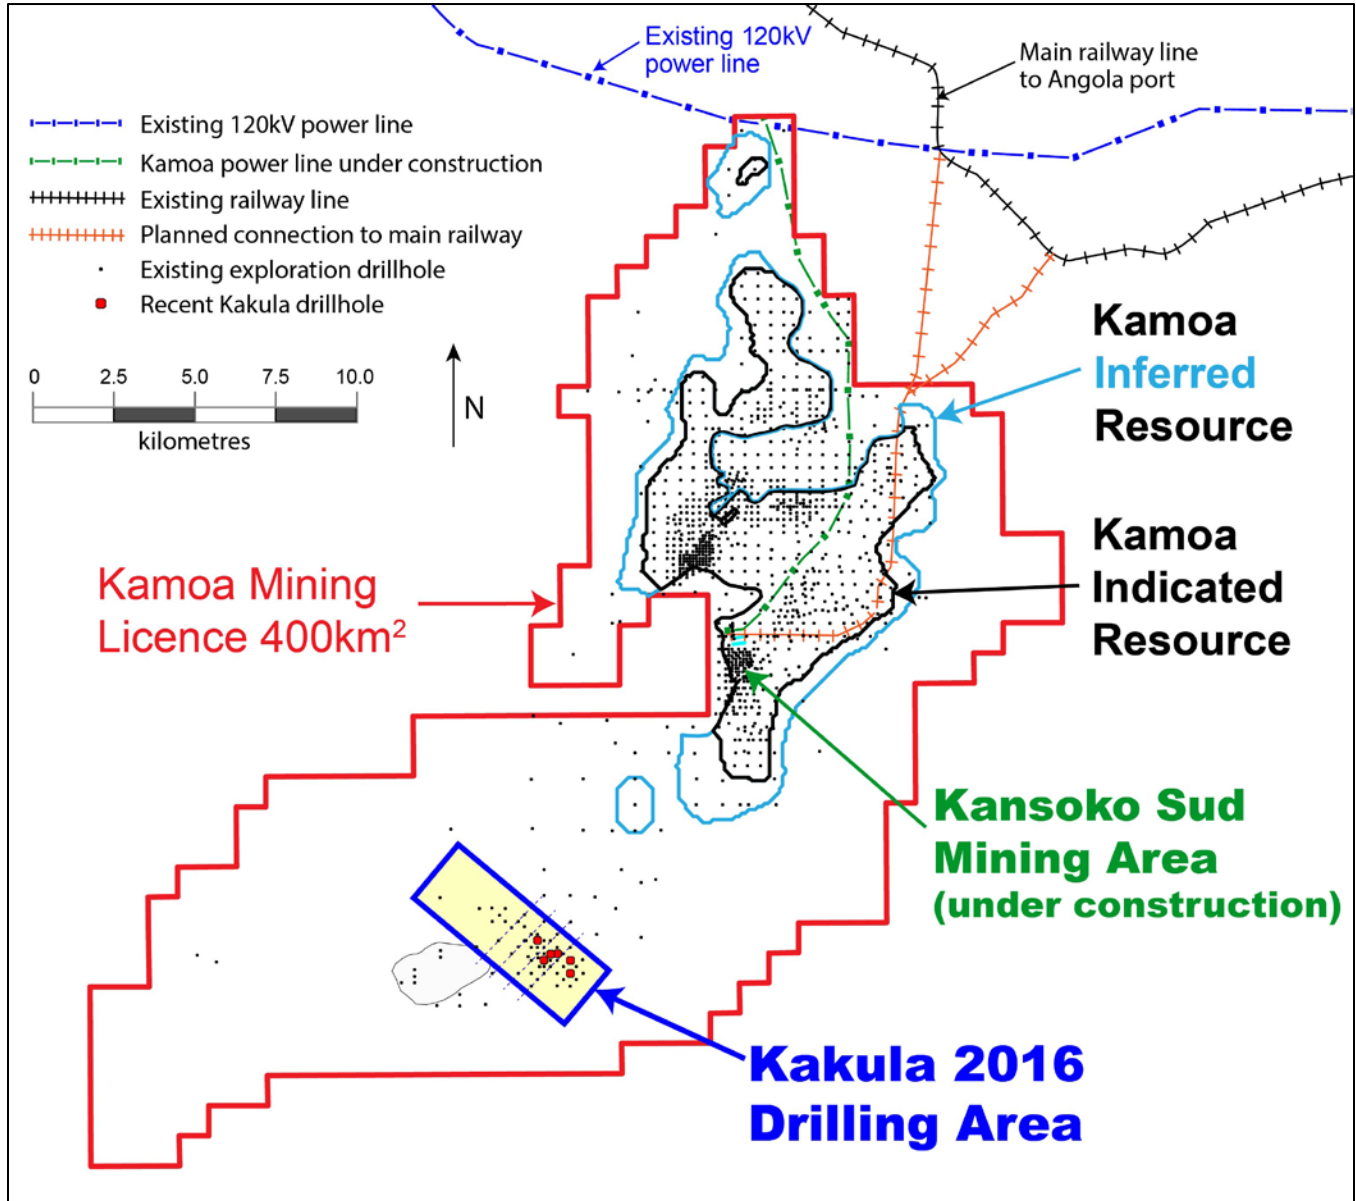 Existing 120kV
power line
Main railway line
to Angola port
Existing 120kV power line
Kamoa power line under construction
Existing railway line
Planned connection to main railway
Existing exploration drillhole
Recent Kakula drillhole
0 2.5 5.0 7.5 10.0
kilometres
N
Kamoa
Inferred
Resource
Kamoa
Indicated
Resource
Kamoa Mining
Licence 400km²
Kansoko Sud
Mining Area
(under construction)
Kakula 2016
Drilling Area